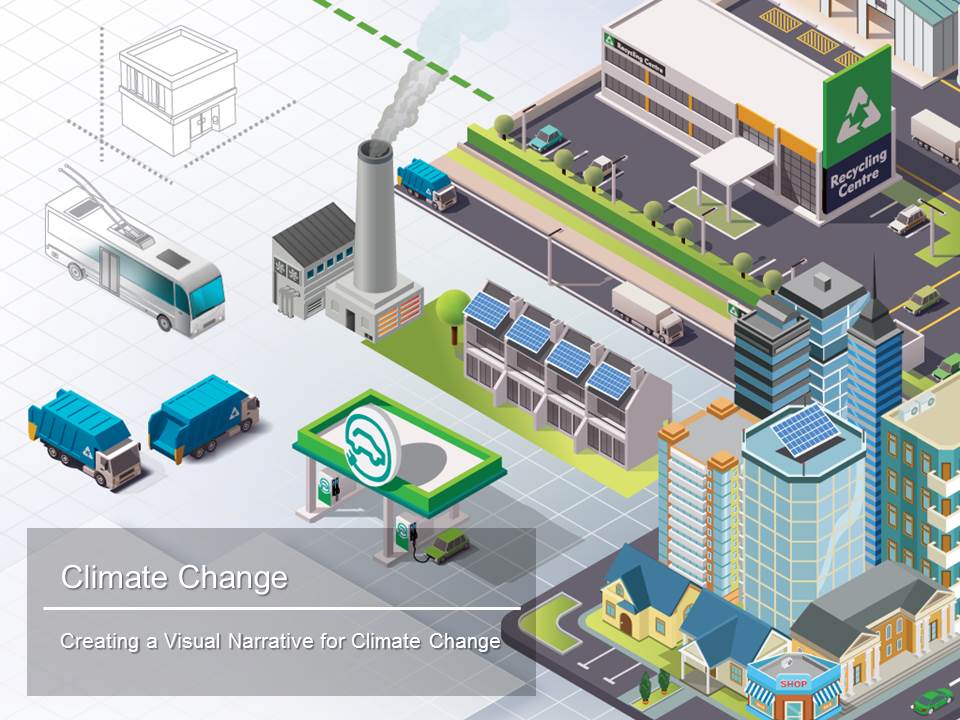 Recycling Centre
Recycling
Centre
SHOP
Climate Change
Creating a Visual Narrative for Climate Change